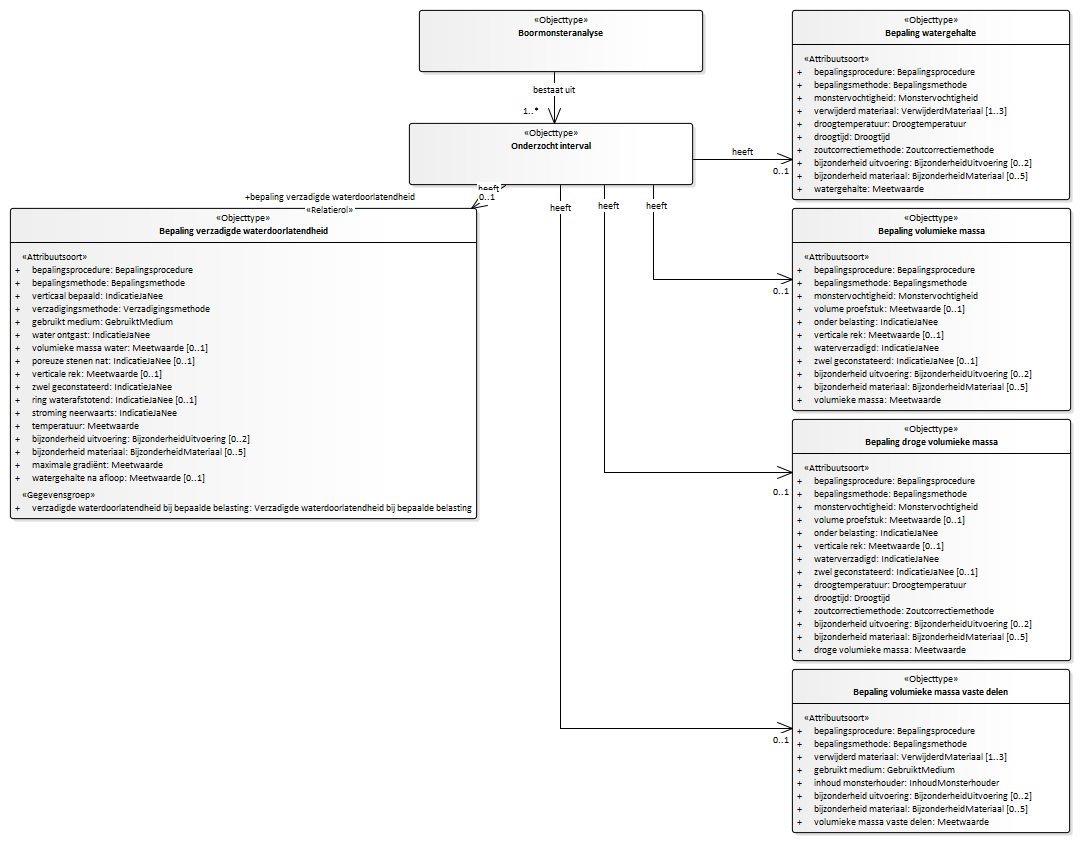 «Objecttype»
Boormonsteranalyse
bestaat uit
1..*
«Objecttype»
Onderzocht interval
heeft
0..1
heeft
0..1
+bepaling verzadigde waterdoorlatendheid
«Relatierol»
heeft
heeft
heeft
0..1
0..1
0..1
«Objecttype»
Bepaling verzadigde waterdoorlatendheid
«Attribuutsoort»
+ bepalingsprocedure: Bepalingsprocedure
+ bepalingsmethode: Bepalingsmethode
+ verticaal bepaald: IndicatieJaNee
+ verzadigingsmethode: Verzadigingsmethode
+ gebruikt medium: GebruiktMedium
+ water ontgast: IndicatieJaNee
+ volumieke massa water: Meetwaarde [0..1]
+ poreuze stenen nat: IndicatieJaNee [0..1]
+ verticale rek: Meetwaarde [0..1]
+ zwel geconstateerd: IndicatieJaNee
+ ring waterafstotend: IndicatieJaNee [0..1]
+ stroming neerwaarts: IndicatieJaNee
+ temperatuur: Meetwaarde
+ bijzonderheid uitvoering: BijzonderheidUitvoering [0..2]
+ bijzonderheid materiaal: BijzonderheidMateriaal [0..5]
+ maximale gradiënt: Meetwaarde
+ watergehalte na afloop: Meetwaarde [0..1]
«Gegevensgroep»
+ verzadigde waterdoorlatendheid bij bepaalde belasting: Verzadigde waterdoorlatendheid bij bepaalde belasting
«Objecttype»
Bepaling watergehalte
«Attribuutsoort»
+ bepalingsprocedure: Bepalingsprocedure
+ bepalingsmethode: Bepalingsmethode
+ monstervochtigheid: Monstervochtigheid
+ verwijderd materiaal: VerwijderdMateriaal [1..3]
+ droogtemperatuur: Droogtemperatuur
+ droogtijd: Droogtijd
+ zoutcorrectiemethode: Zoutcorrectiemethode
+ bijzonderheid uitvoering: BijzonderheidUitvoering [0..2]
+ bijzonderheid materiaal: BijzonderheidMateriaal [0..5]
+ watergehalte: Meetwaarde
«Objecttype»
Bepaling volumieke massa
«Attribuutsoort»
+ bepalingsprocedure: Bepalingsprocedure
+ bepalingsmethode: Bepalingsmethode
+ monstervochtigheid: Monstervochtigheid
+ volume proefstuk: Meetwaarde [0..1]
+ onder belasting: IndicatieJaNee
+ verticale rek: Meetwaarde [0..1]
+ waterverzadigd: IndicatieJaNee
+ zwel geconstateerd: IndicatieJaNee [0..1]
+ bijzonderheid uitvoering: BijzonderheidUitvoering [0..2]
+ bijzonderheid materiaal: BijzonderheidMateriaal [0..5]
+ volumieke massa: Meetwaarde
«Objecttype»
Bepaling droge volumieke massa
«Attribuutsoort»
+ bepalingsprocedure: Bepalingsprocedure
+ bepalingsmethode: Bepalingsmethode
+ monstervochtigheid: Monstervochtigheid
+ volume proefstuk: Meetwaarde [0..1]
+ onder belasting: IndicatieJaNee
+ verticale rek: Meetwaarde [0..1]
+ waterverzadigd: IndicatieJaNee
+ zwel geconstateerd: IndicatieJaNee [0..1]
+ droogtemperatuur: Droogtemperatuur
+ droogtijd: Droogtijd
+ zoutcorrectiemethode: Zoutcorrectiemethode
+ bijzonderheid uitvoering: BijzonderheidUitvoering [0..2]
+ bijzonderheid materiaal: BijzonderheidMateriaal [0..5]
+ droge volumieke massa: Meetwaarde
«Objecttype»
Bepaling volumieke massa vaste delen
«Attribuutsoort»
+ bepalingsprocedure: Bepalingsprocedure
+ bepalingsmethode: Bepalingsmethode
+ verwijderd materiaal: VerwijderdMateriaal [1..3]
+ gebruikt medium: GebruiktMedium
+ inhoud monsterhouder: InhoudMonsterhouder
+ bijzonderheid uitvoering: BijzonderheidUitvoering [0..2]
+ bijzonderheid materiaal: BijzonderheidMateriaal [0..5]
+ volumieke massa vaste delen: Meetwaarde